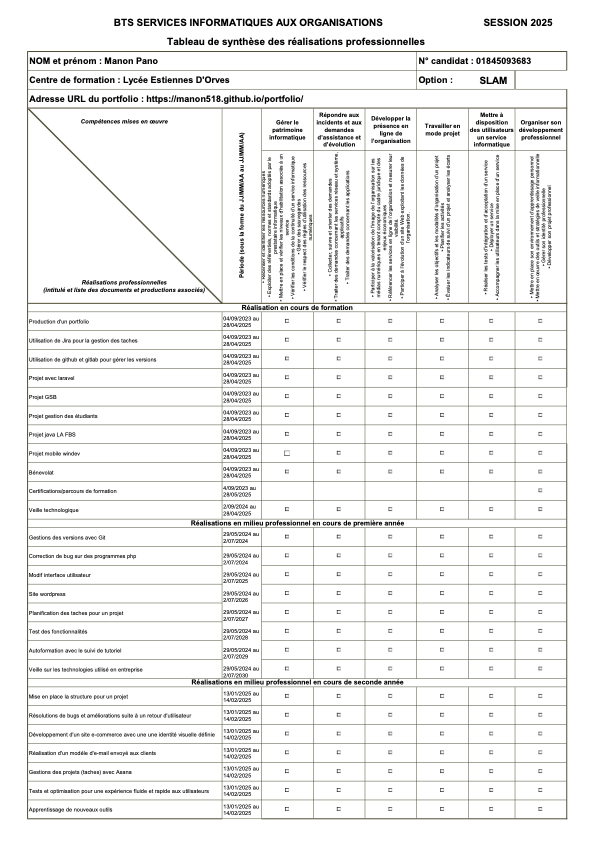 BTS SERVICES INFORMATIQUES AUX ORGANISATIONS SESSION 2025
Tableau de synthèse des réalisations professionnelles
NOM et prénom : Manon Pano
N° candidat : 01845093683
Centre de formation : Lycée Estiennes D'Orves
Option : SLAM
Adresse URL du portfolio : https://manon518.github.io/portfolio/
Compétences mises en œuvre
Réalisations professionnelles
(intitulé et liste des documents et productions associés)
Période (sous la forme du JJ/MM/AA au JJ/MM/AA)
Gérer le
patrimoine
informatique
Répondre aux
incidents et aux
demandes
d'assistance et
d'évolution
Développer la
présence en
ligne de
l'organisation
Travailler en
mode projet
Mettre à
disposition
des utilisateurs
un service
informatique
Organiser son
développement
professionnel
• Recenser et identifier les ressources numériques
• Exploiter des référentiels, normes et standards adoptés par le
prestataire informatique
• Mettre en place et vérifier les niveaux d'habilitation associés à un
service
• Vérifier les conditions de la continuité d'un service informatique
• Gérer des sauvegardes
• Vérifier le respect des règles d'utilisation des ressources
numériques
• Collecter, suivre et orienter des demandes
• Traiter des demandes concernant les services réseau et système,
applicatifs
• Traiter des demandes concernant les applications
• Participer à la valorisation de l'image de l'organisation sur les
médias numériques en tenant compte du cadre juridique et des
enjeux économiques
• Référencer les services en ligne de l'organisation et mesurer leur
visibilité.
• Participer à l'évolution d'un site Web exploitant les données de
l'organisation.
• Analyser les objectifs et les modalités d'organisation d'un projet
• Planifier les activités
• Évaluer les indicateurs de suivi d'un projet et analyser les écarts
• Réaliser les tests d'intégration et d'acceptation d'un service
• Déployer un service
• Accompagner les utilisateurs dans la mise en place d'un service
• Mettre en place son environnement d'apprentissage personnel
• Mettre en œuvre des outils et stratégies de veille informationnelle
• Gérer son identité professionnelle
• Développer son projet professionnel
Réalisation en cours de formation
Production d'un portfolio 04/09/2023 au
28/04/2025
Utilisation de Jira pour la gestion des taches 04/09/2023 au
28/04/2025
Utilisation de github et gitlab pour gérer les versions 04/09/2023 au
28/04/2025
Projet avec laravel 04/09/2023 au
28/04/2025
Projet GSB 04/09/2023 au
28/04/2025
Projet gestion des étudiants 04/09/2023 au
28/04/2025
Projet java LA FBS 04/09/2023 au
28/04/2025
Projet mobile windev 04/09/2023 au
28/04/2025
Bénevolat 04/09/2023 au
28/04/2025
Certifications/parcours de formation 4/09/2023 au
28/05/2025
Veille technologique 2/09/2024 au
28/04/2025
Réalisations en milieu professionnel en cours de première année
Gestions des versions avec Git 29/05/2024 au
2/07/2024
Correction de bug sur des programmes php 29/05/2024 au
2/07/2024
Modif interface utilisateur 29/05/2024 au
2/07/2025
Site wordpress 29/05/2024 au
2/07/2026
Planification des taches pour un projet 29/05/2024 au
2/07/2027
Test des fonctionnalités 29/05/2024 au
2/07/2028
Autoformation avec le suivi de tutoriel 29/05/2024 au
2/07/2029
Veille sur les technologies utilisé en entreprise 29/05/2024 au
2/07/2030
Réalisations en milieu professionnel en cours de seconde année
Mise en place la structure pour un projet 13/01/2025 au
14/02/2025
Résolutions de bugs et améliorations suite à un retour d'utilisateur 13/01/2025 au
14/02/2025
Développement d'un site e-commerce avec une une identité visuelle définie 13/01/2025 au
14/02/2025
Réalisation d'un modèle d'e-mail envoyé aux clients 13/01/2025 au
14/02/2025
Gestions des projets (taches) avec Asana 13/01/2025 au
14/02/2025
Tests et optimisation pour une expérience fluide et rapide aux utilisateurs 13/01/2025 au
14/02/2025
Apprentissage de nouveaux outils 13/01/2025 au
14/02/2025